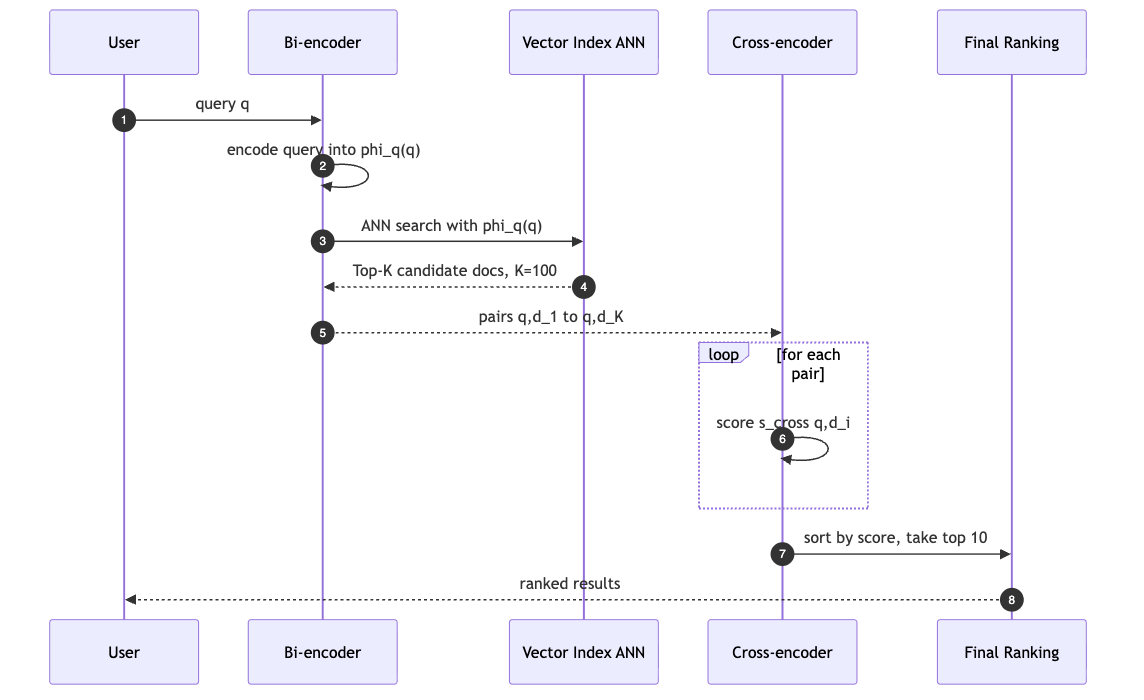 User
Bi-encoder
Vector Index ANN
Cross-encoder
Final Ranking
query q
1
encode query into phi_q(q)
2
ANN search with phi_q(q)
3
Top-K candidate docs, K=100
4
pairs q,d_1 to q,d_K
5
loop
[for each
pair]
score s_cross q,d_i
6
sort by score, take top 10
7
ranked results
8
User
Bi-encoder
Vector Index ANN
Cross-encoder
Final Ranking